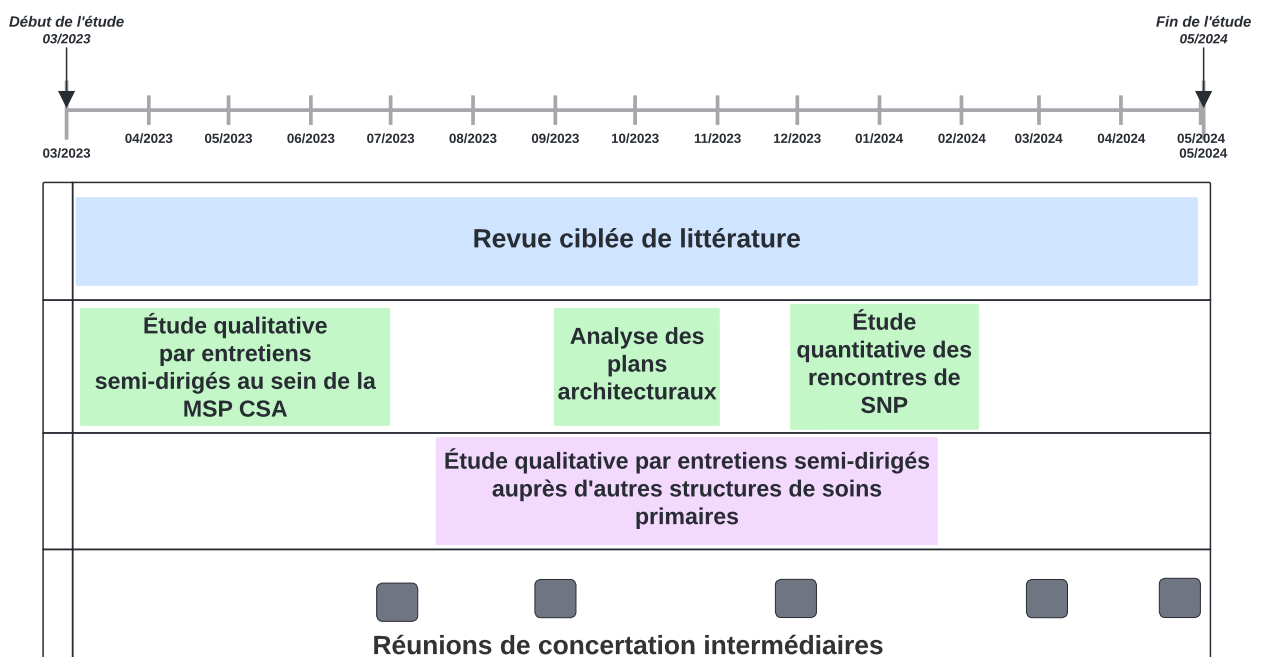 Début de l'étude
03/2023
Fin de l'étude
05/2024
04/2023
05/2023
06/2023
07/2023
08/2023
09/2023
10/2023
11/2023
12/2023
01/2024
02/2024
03/2024
04/2024
05/2024
03/2023
05/2024
Revue ciblée de littérature
Étude qualitative
par entretiens
semi-dirigés au sein de la
MSP CSA
Analyse des
plans
architecturaux
Étude
quantitative des
rencontres de
SNP
Étude qualitative par entretiens semi-dirigés
auprès d'autres structures de soins
primaires
Réunions de concertation intermédiaires